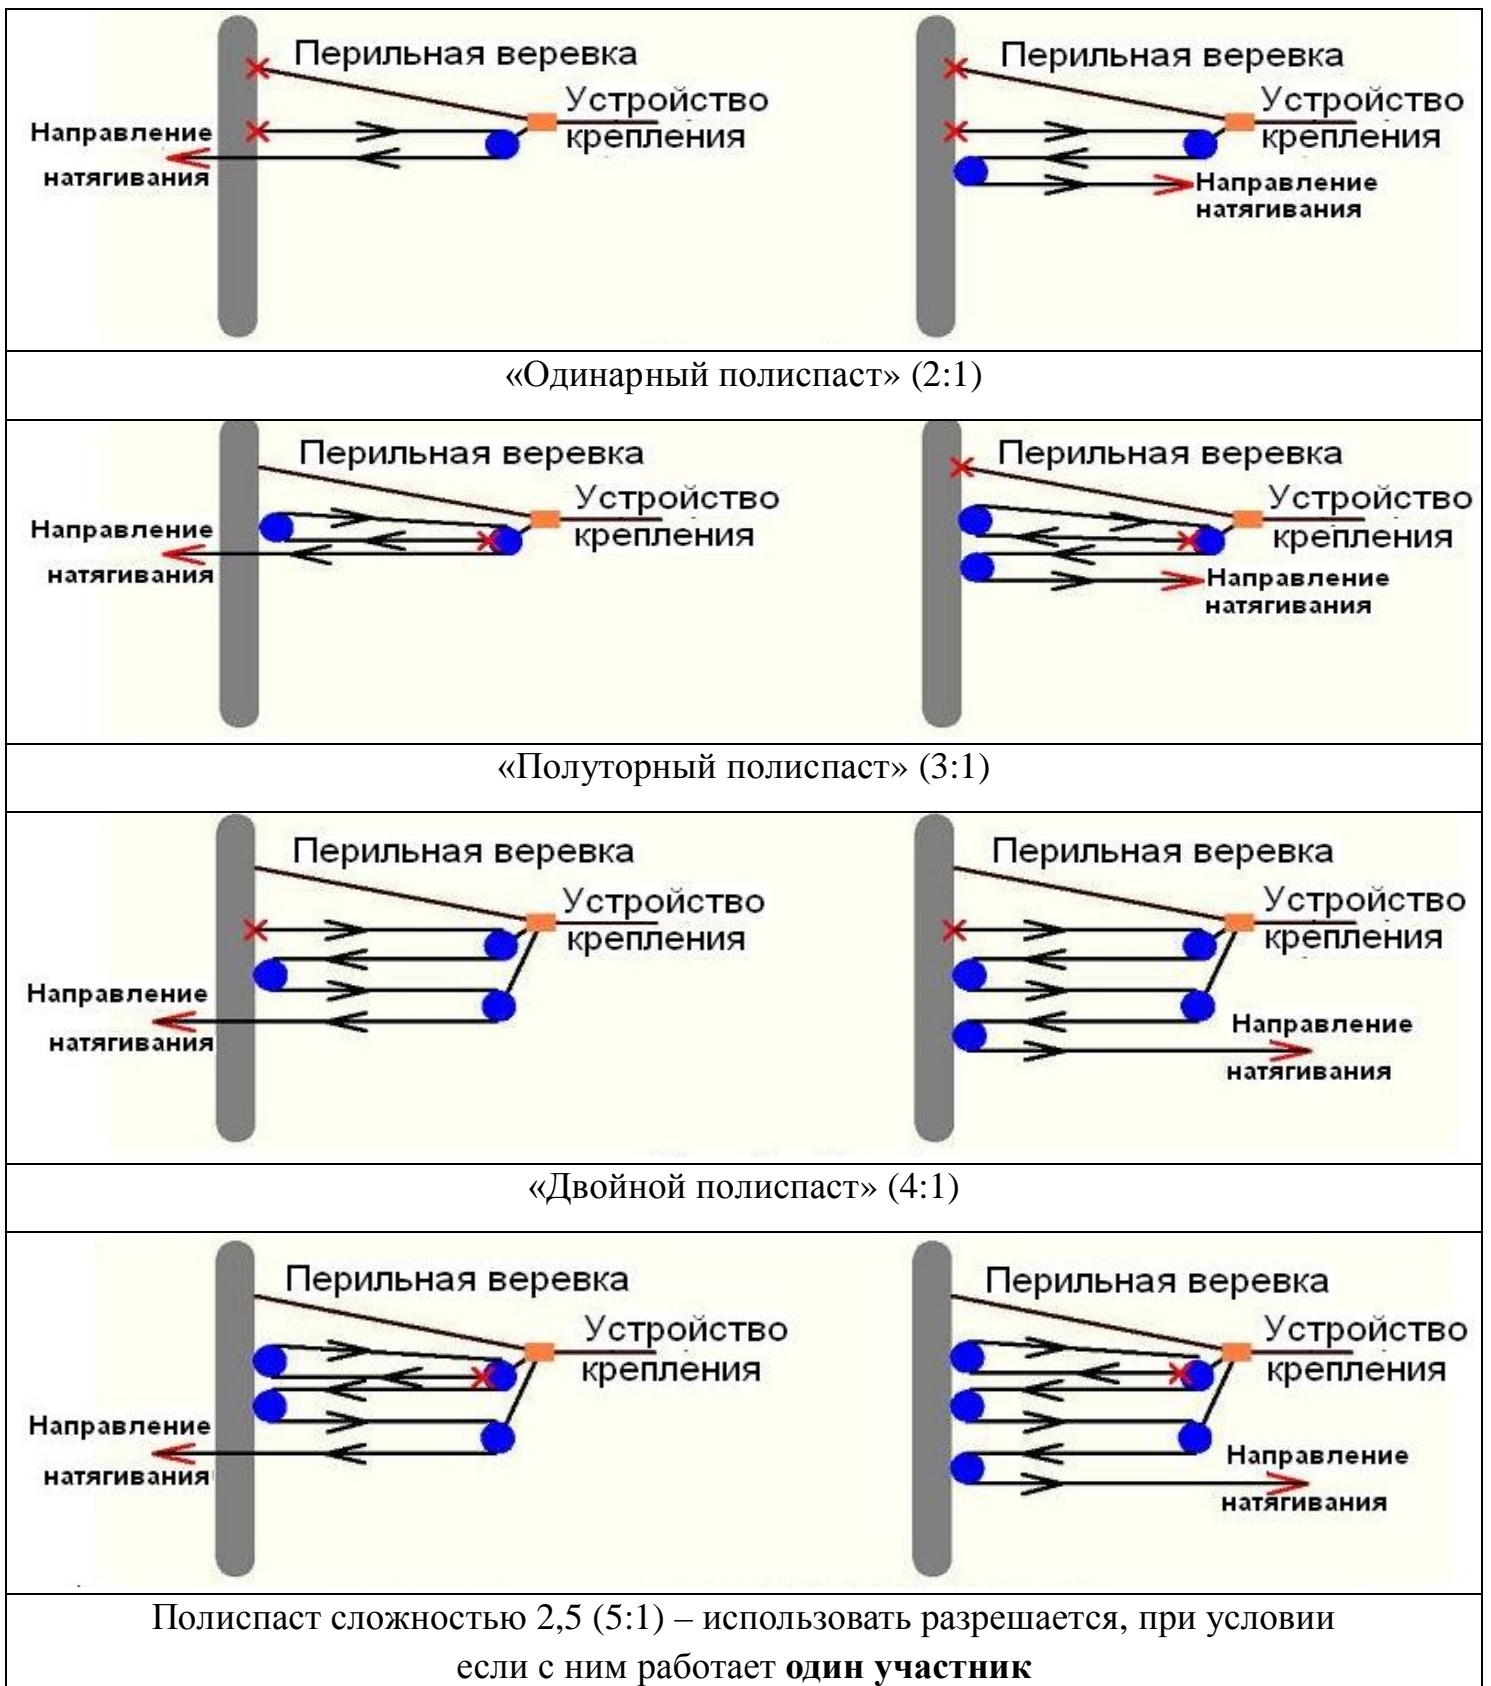 Перильная веревка
Устройство
крепления
Направление
натягивания
Перильная веревка
Устройство
крепления
Направление
натягивания
«Одинарный полиспаст» (2:1)
Перильная веревка
Устройство
крепления
Направление
натягивания
Перильная веревка
Устройство
крепления
Направление
натягивания
«Полуторный полиспаст» (3:1)
Перильная веревка
Устройство
крепления
Направление
натягивания
Перильная веревка
Устройство
крепления
Направление
натягивания
«Двойной полиспаст» (4:1)
Перильная веревка
Устройство
крепления
Направление
натягивания
Перильная веревка
Устройство
крепления
Направление
натягивания
Полиспаст сложностью 2,5 (5:1) – использовать разрешается, при условии
если с ним работает один участник